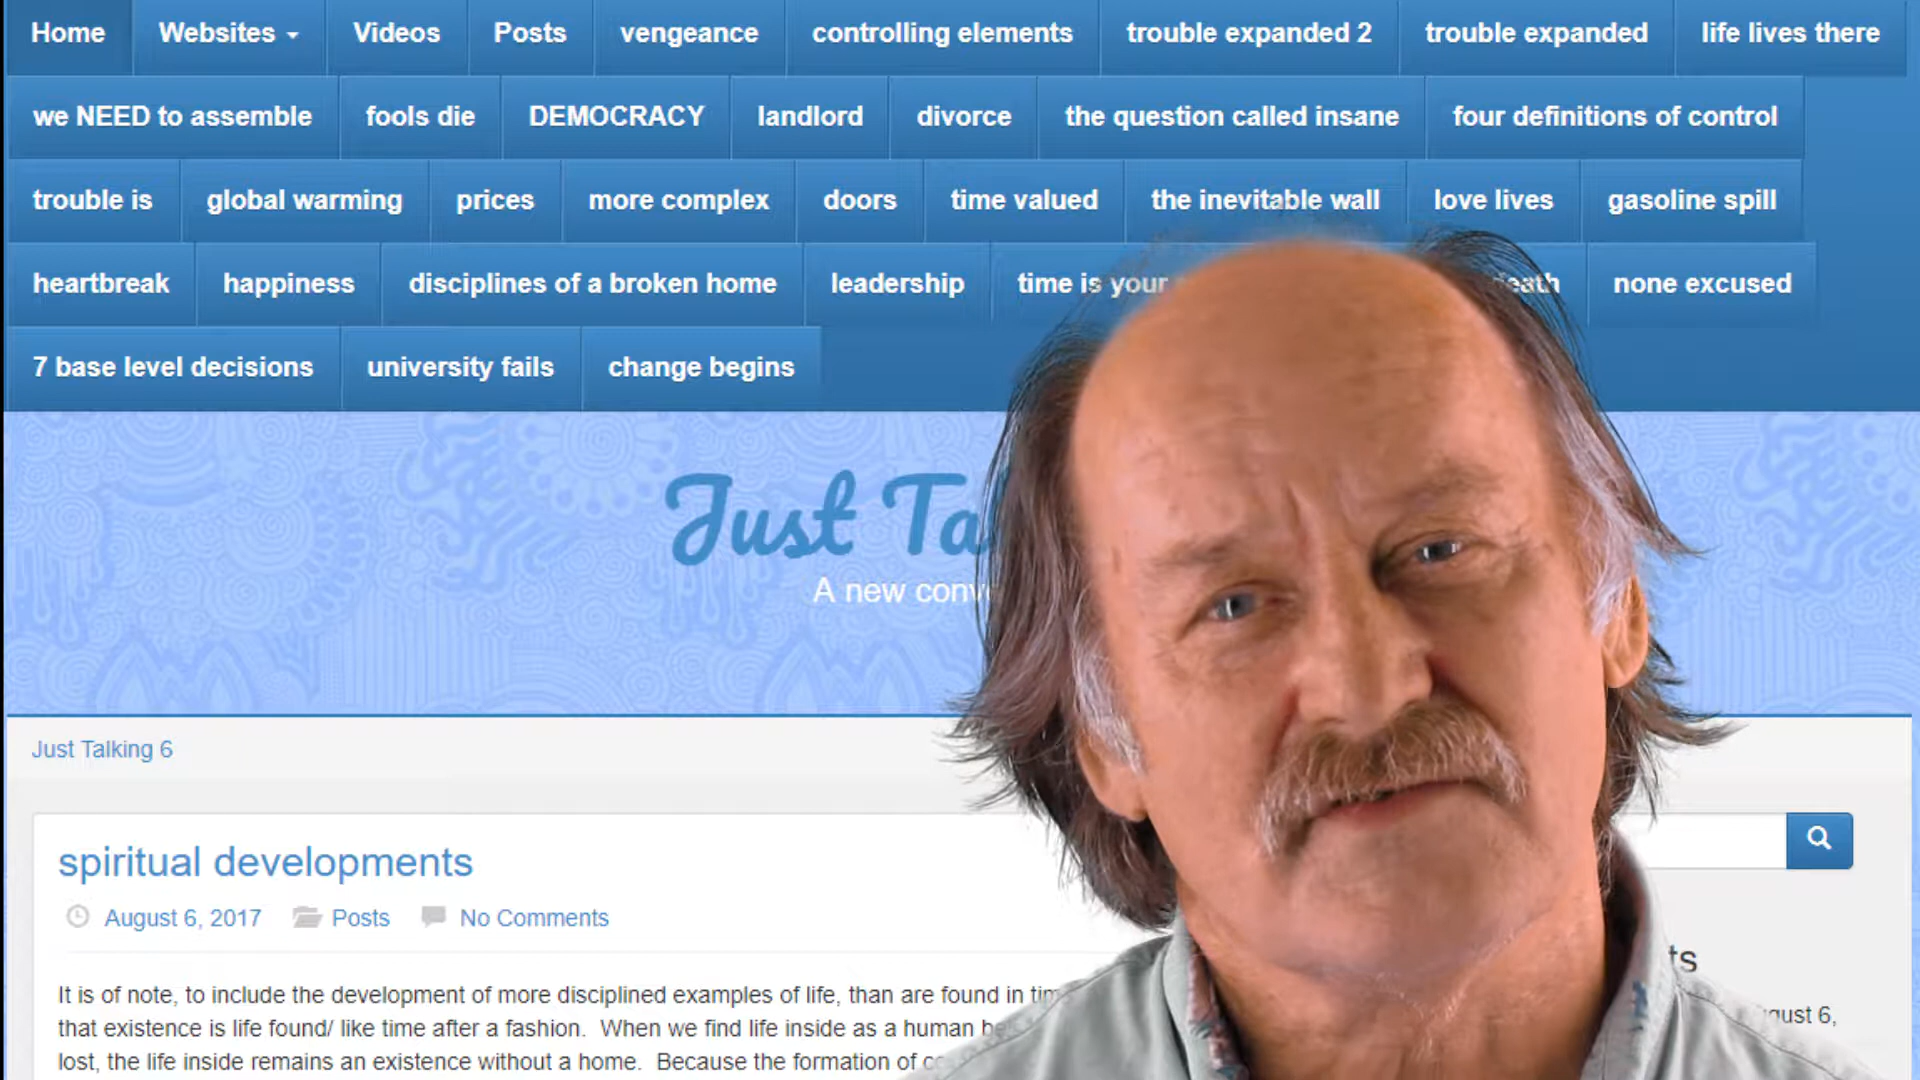 Home Websites Videos Posts vengeance controlling elements trouble expanded 2 trouble expanded life lives there
we NEED to assemble fools die DEMOCRACY landlord divorce the question called insane four definitions of control
trouble is global warming prices more complex doors time valued the inevitable wall love lives gasoline spill
heartbreak happiness disciplines of a broken home leadership time is your none excused
7 base level decisions university fails change begins
Just
A new
Just Talking 6
spiritual developments
August 6, 2017 Posts No Comments
It is of note, to include the development of more disciplined examples of life, than are found in
that existence is life found/ like time after a fashion. When we find life inside as a human
lost, the life inside remains an existence without a home. Because the formation of
6,